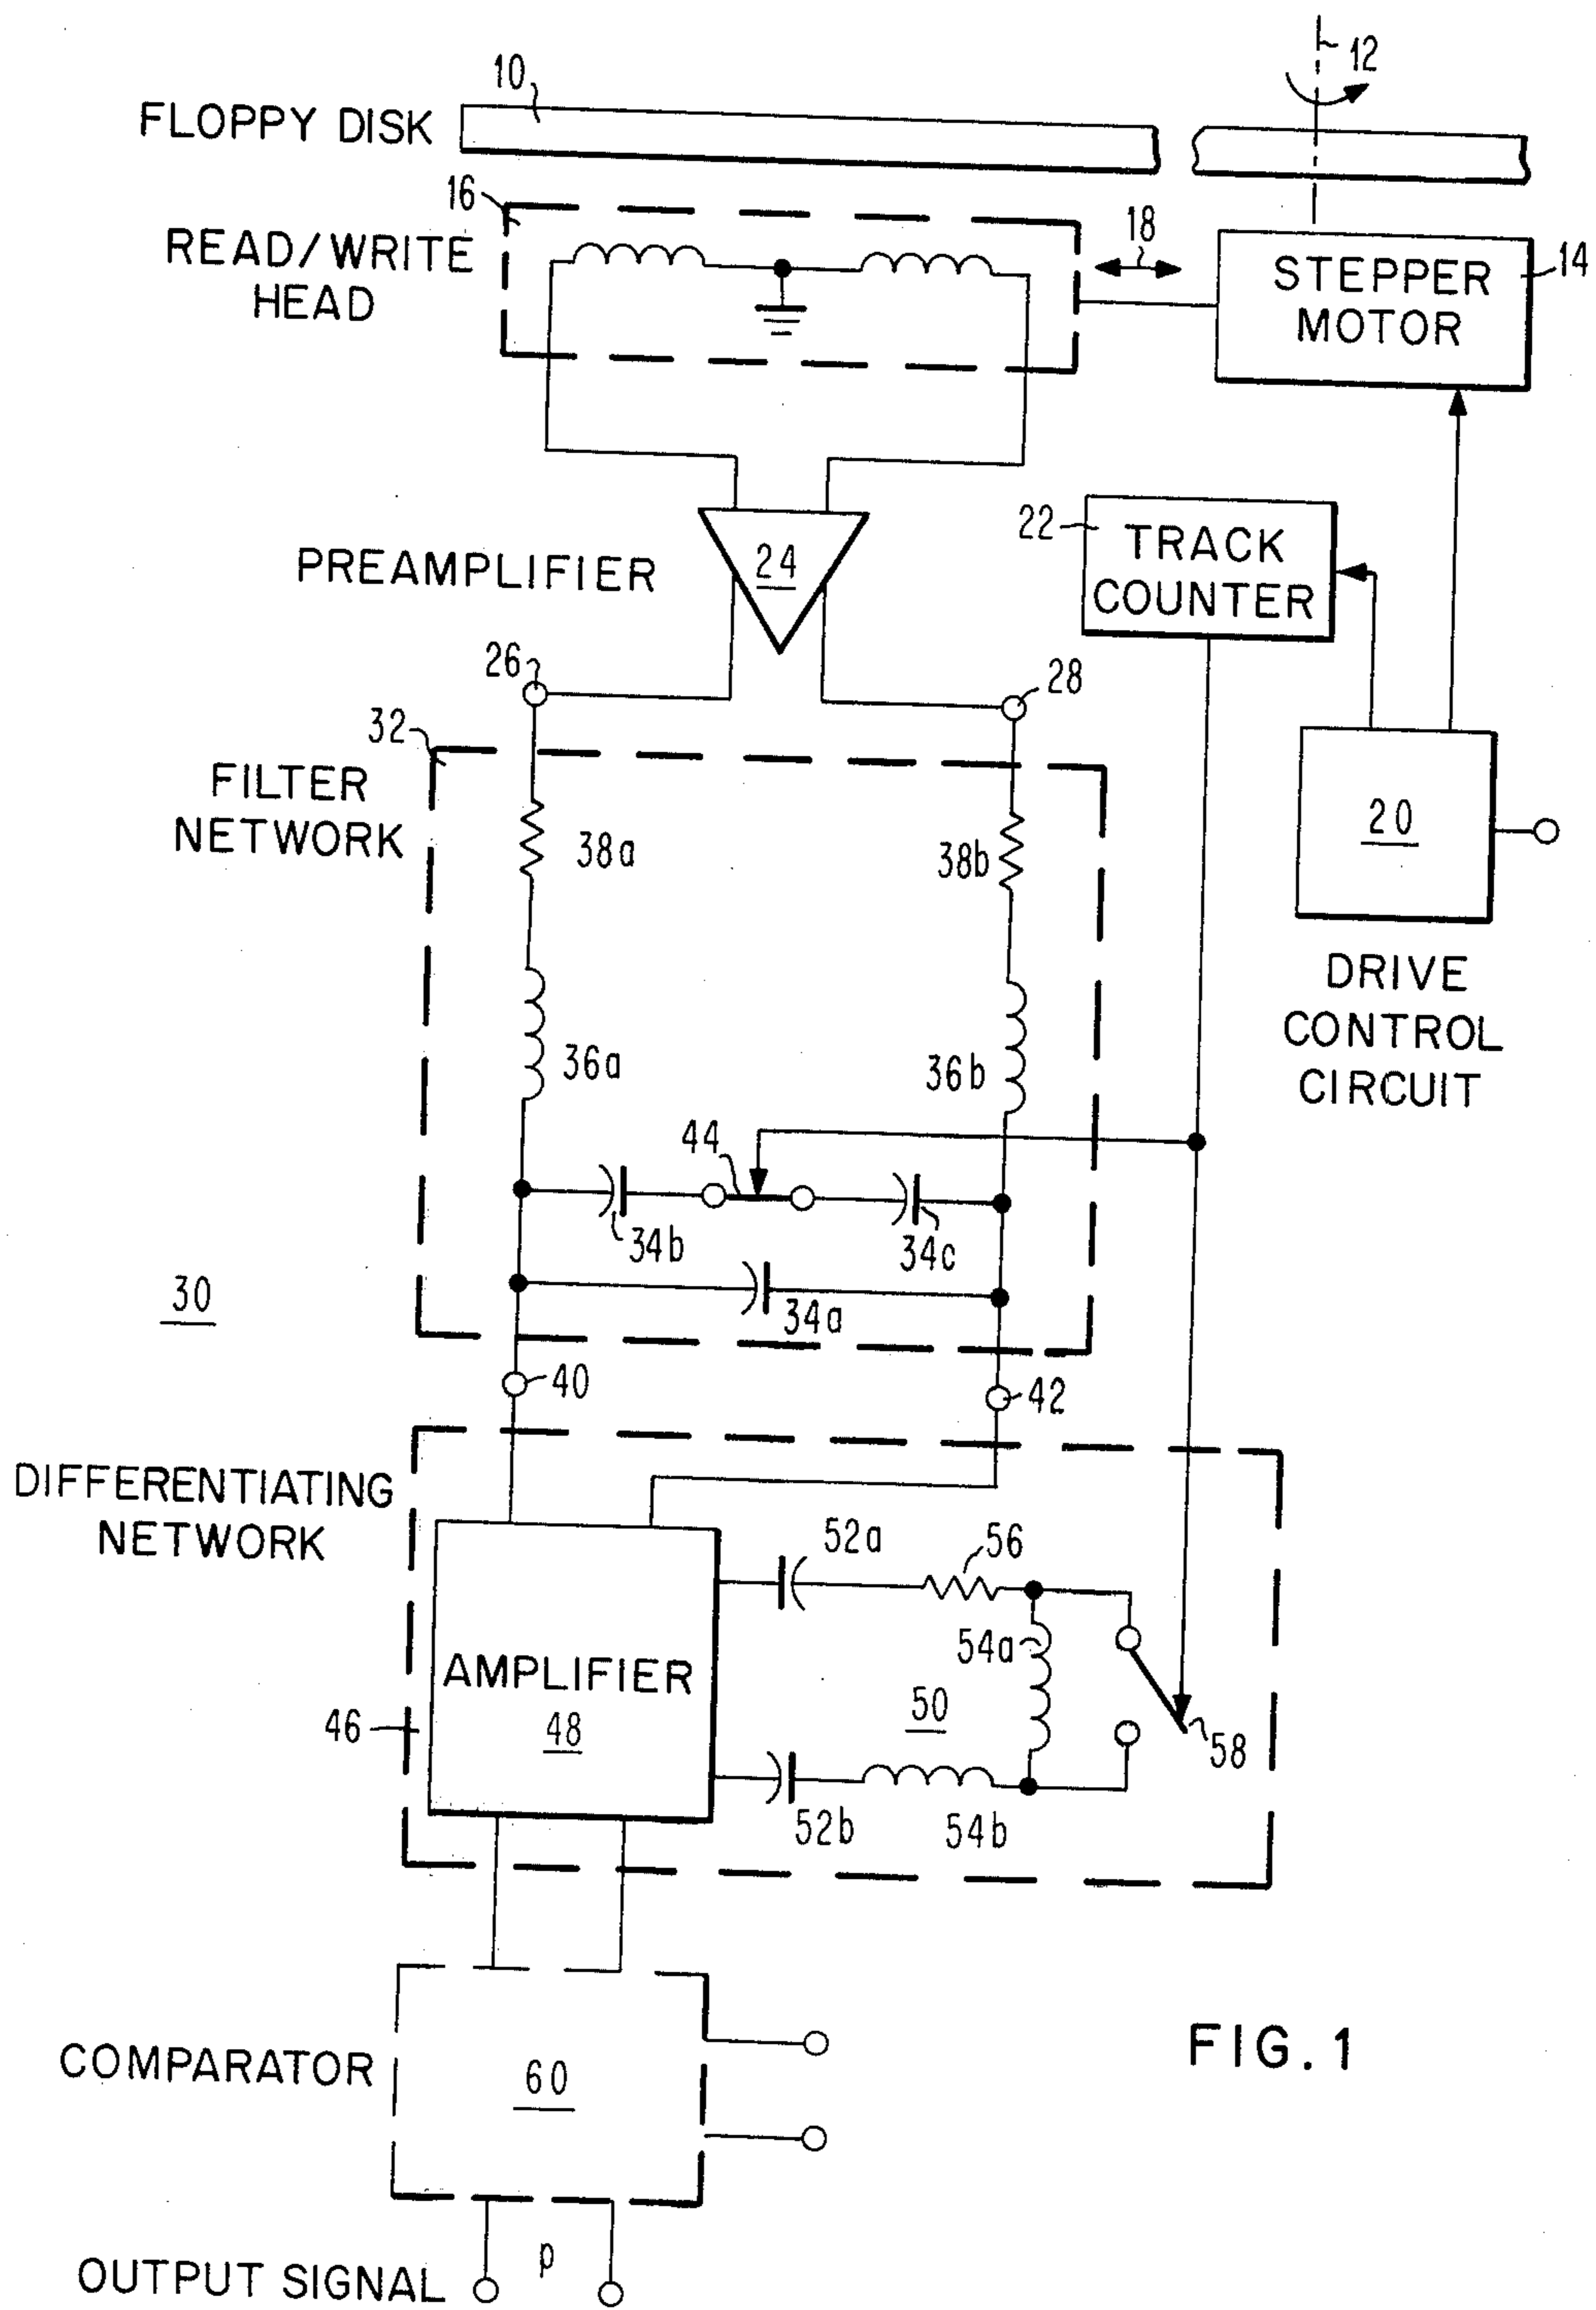 12
10
FLOPPY DISK
16
READ/WRITE
HEAD
18
STEPPER
MOTOR
14
22
TRACK
COUNTER
PREAMPLIFIER
24
26
28
32
FILTER
NETWORK
38a
38b
20
DRIVE
CONTROL
CIRCUIT
36a
36b
44
34b
34c
34a
30
40
42
DIFFERENTIATING
NETWORK
52a
56
54a
AMPLIFIER
48
46
50
58
52b
54b
COMPARATOR
60
FIG. 1
p
OUTPUT SIGNAL